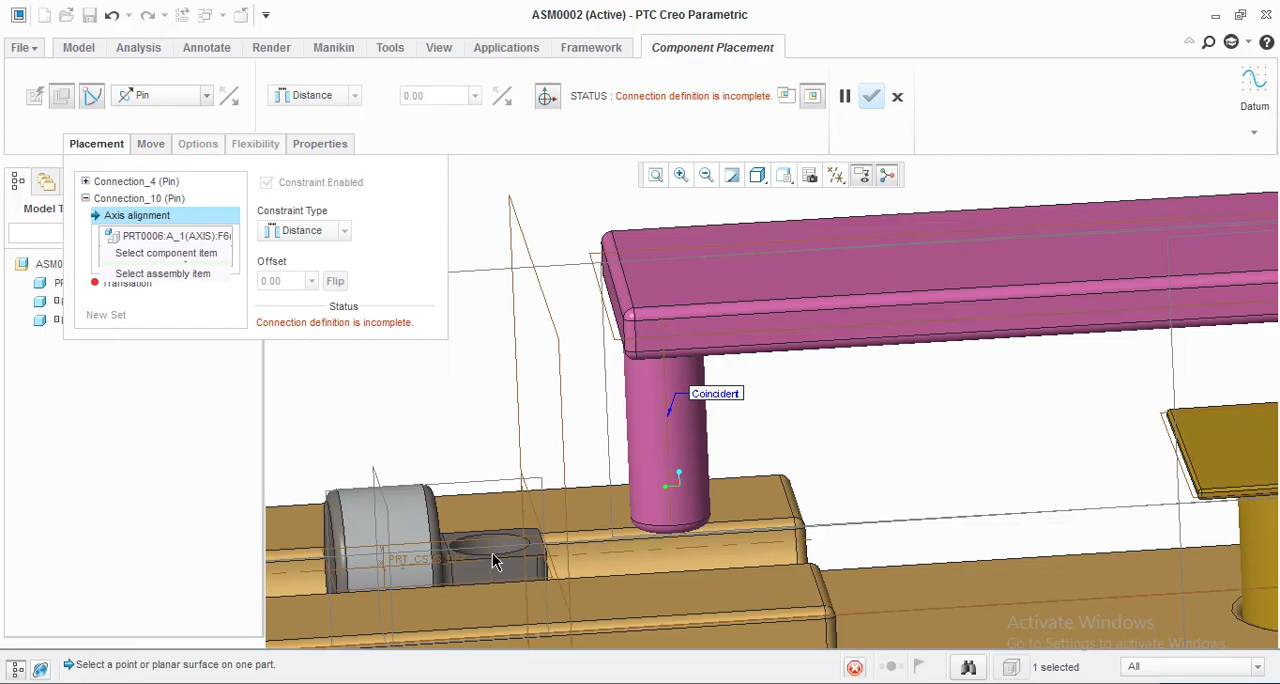 ASM0002 (Active) - PTC Creo Parametric
File Model Analysis Annotate Render Manikin Tools View Applications Framework Component Placement
Pin Distance 0.00 STATUS : Connection definition is incomplete. Datum
Placement Move Options Flexibility Properties
Connection_4 (Pin)
Connection_10 (Pin)
Axis alignment
PRT0006:A_1(AXIS):F6(
Select component item
Select assembly item
Translation
New Set
Constraint Enabled
Constraint Type
Distance
Offset
0.00 Flip
Status
Connection definition is incomplete.
Model T
ASM0
PR
Coincident
Activate Windows
Go to Settings to activate Windows.
Select a point or planar surface on one part.
1 selected
All